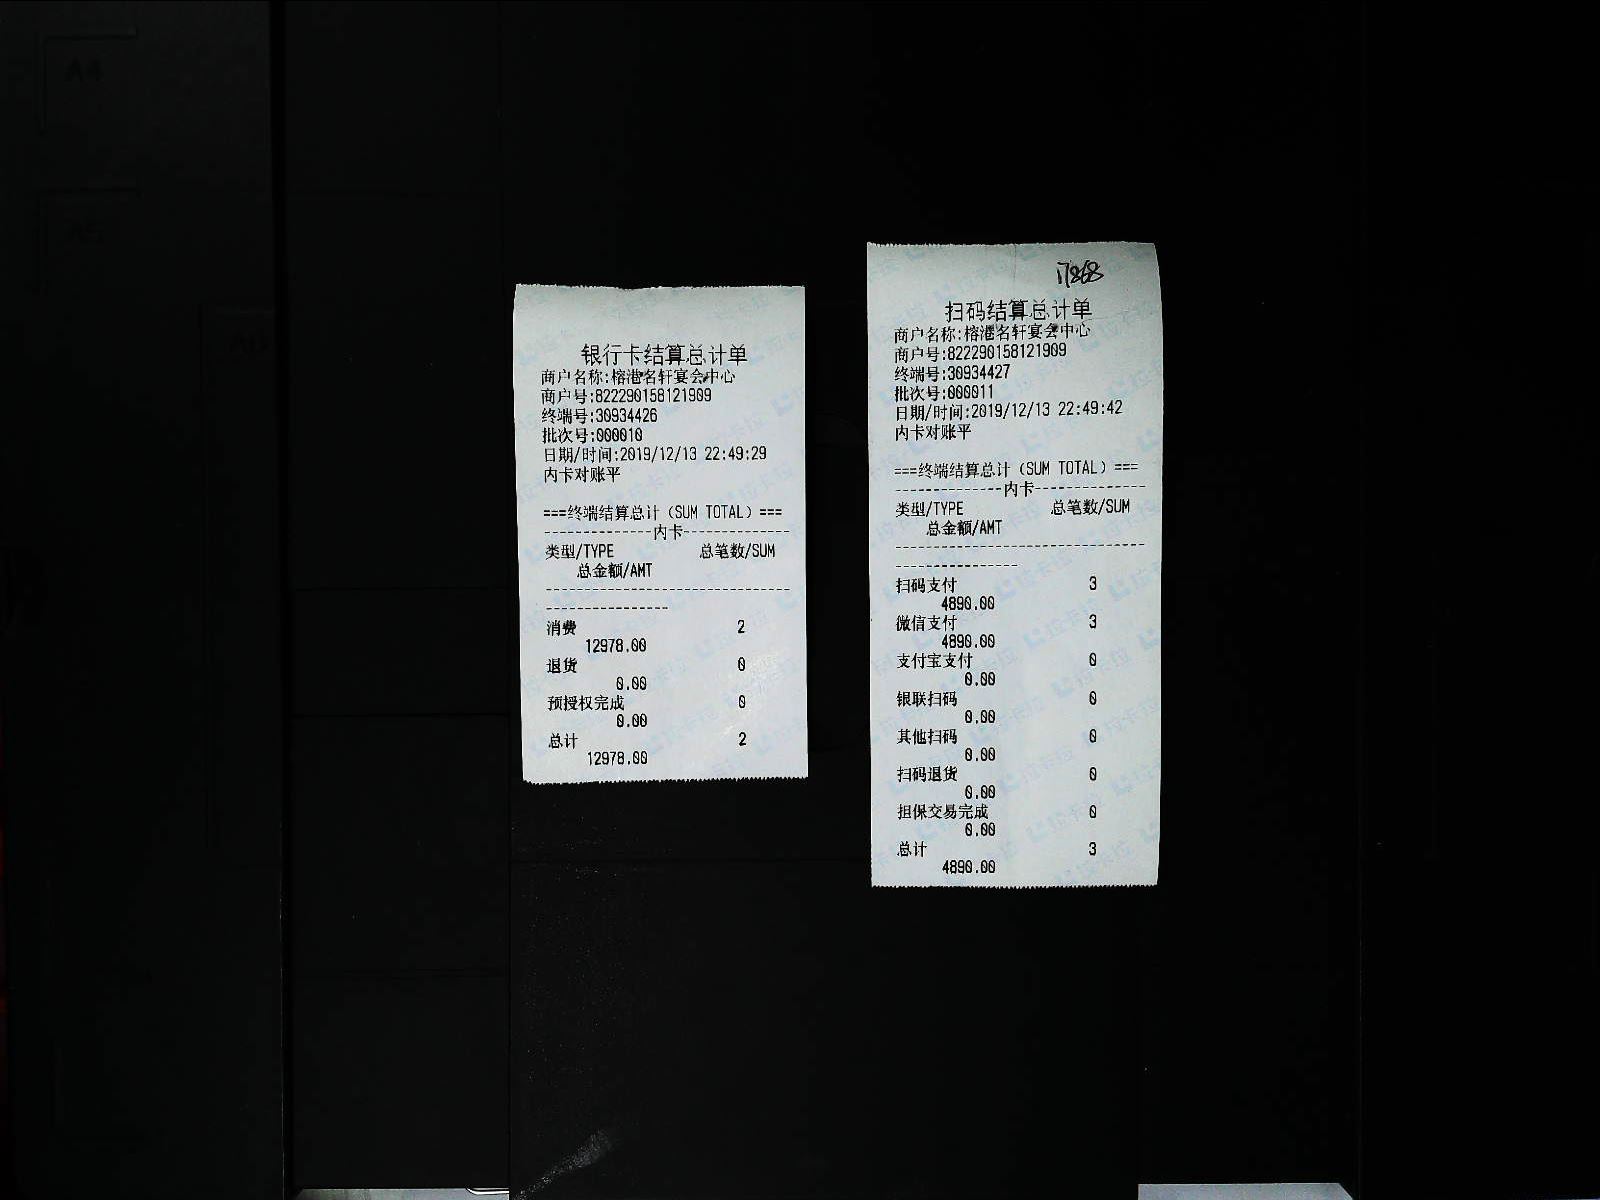 A4
A5
银行卡结算总计单
商户名称:榕港名轩宴会中心
商户号:822290158121909
终端号:30934426
批次号:000010
日期/时间:2019/12/13 22:49:29
内卡对账平
===终端结算总计（SUM TOTAL）===
---------------内卡---------------
类型/TYPE 总笔数/SUM
总金额/AMT
--------------------------------
----------------
消费 2
12978.00
退货 0
0.00
预授权完成 0
0.00
总计 2
12978.00
17868
扫码结算总计单
商户名称:榕港名轩宴会中心
商户号:822290158121909
终端号:30934427
批次号:000011
日期/时间:2019/12/13 22:49:42
内卡对账平
===终端结算总计（SUM TOTAL）===
---------------内卡---------------
类型/TYPE 总笔数/SUM
总金额/AMT
--------------------------------
----------------
扫码支付 3
4890.00
微信支付 3
4890.00
支付宝支付 0
0.00
银联扫码 0
0.00
其他扫码 0
0.00
扫码退货 0
0.00
担保交易完成 0
0.00
总计 3
4890.00